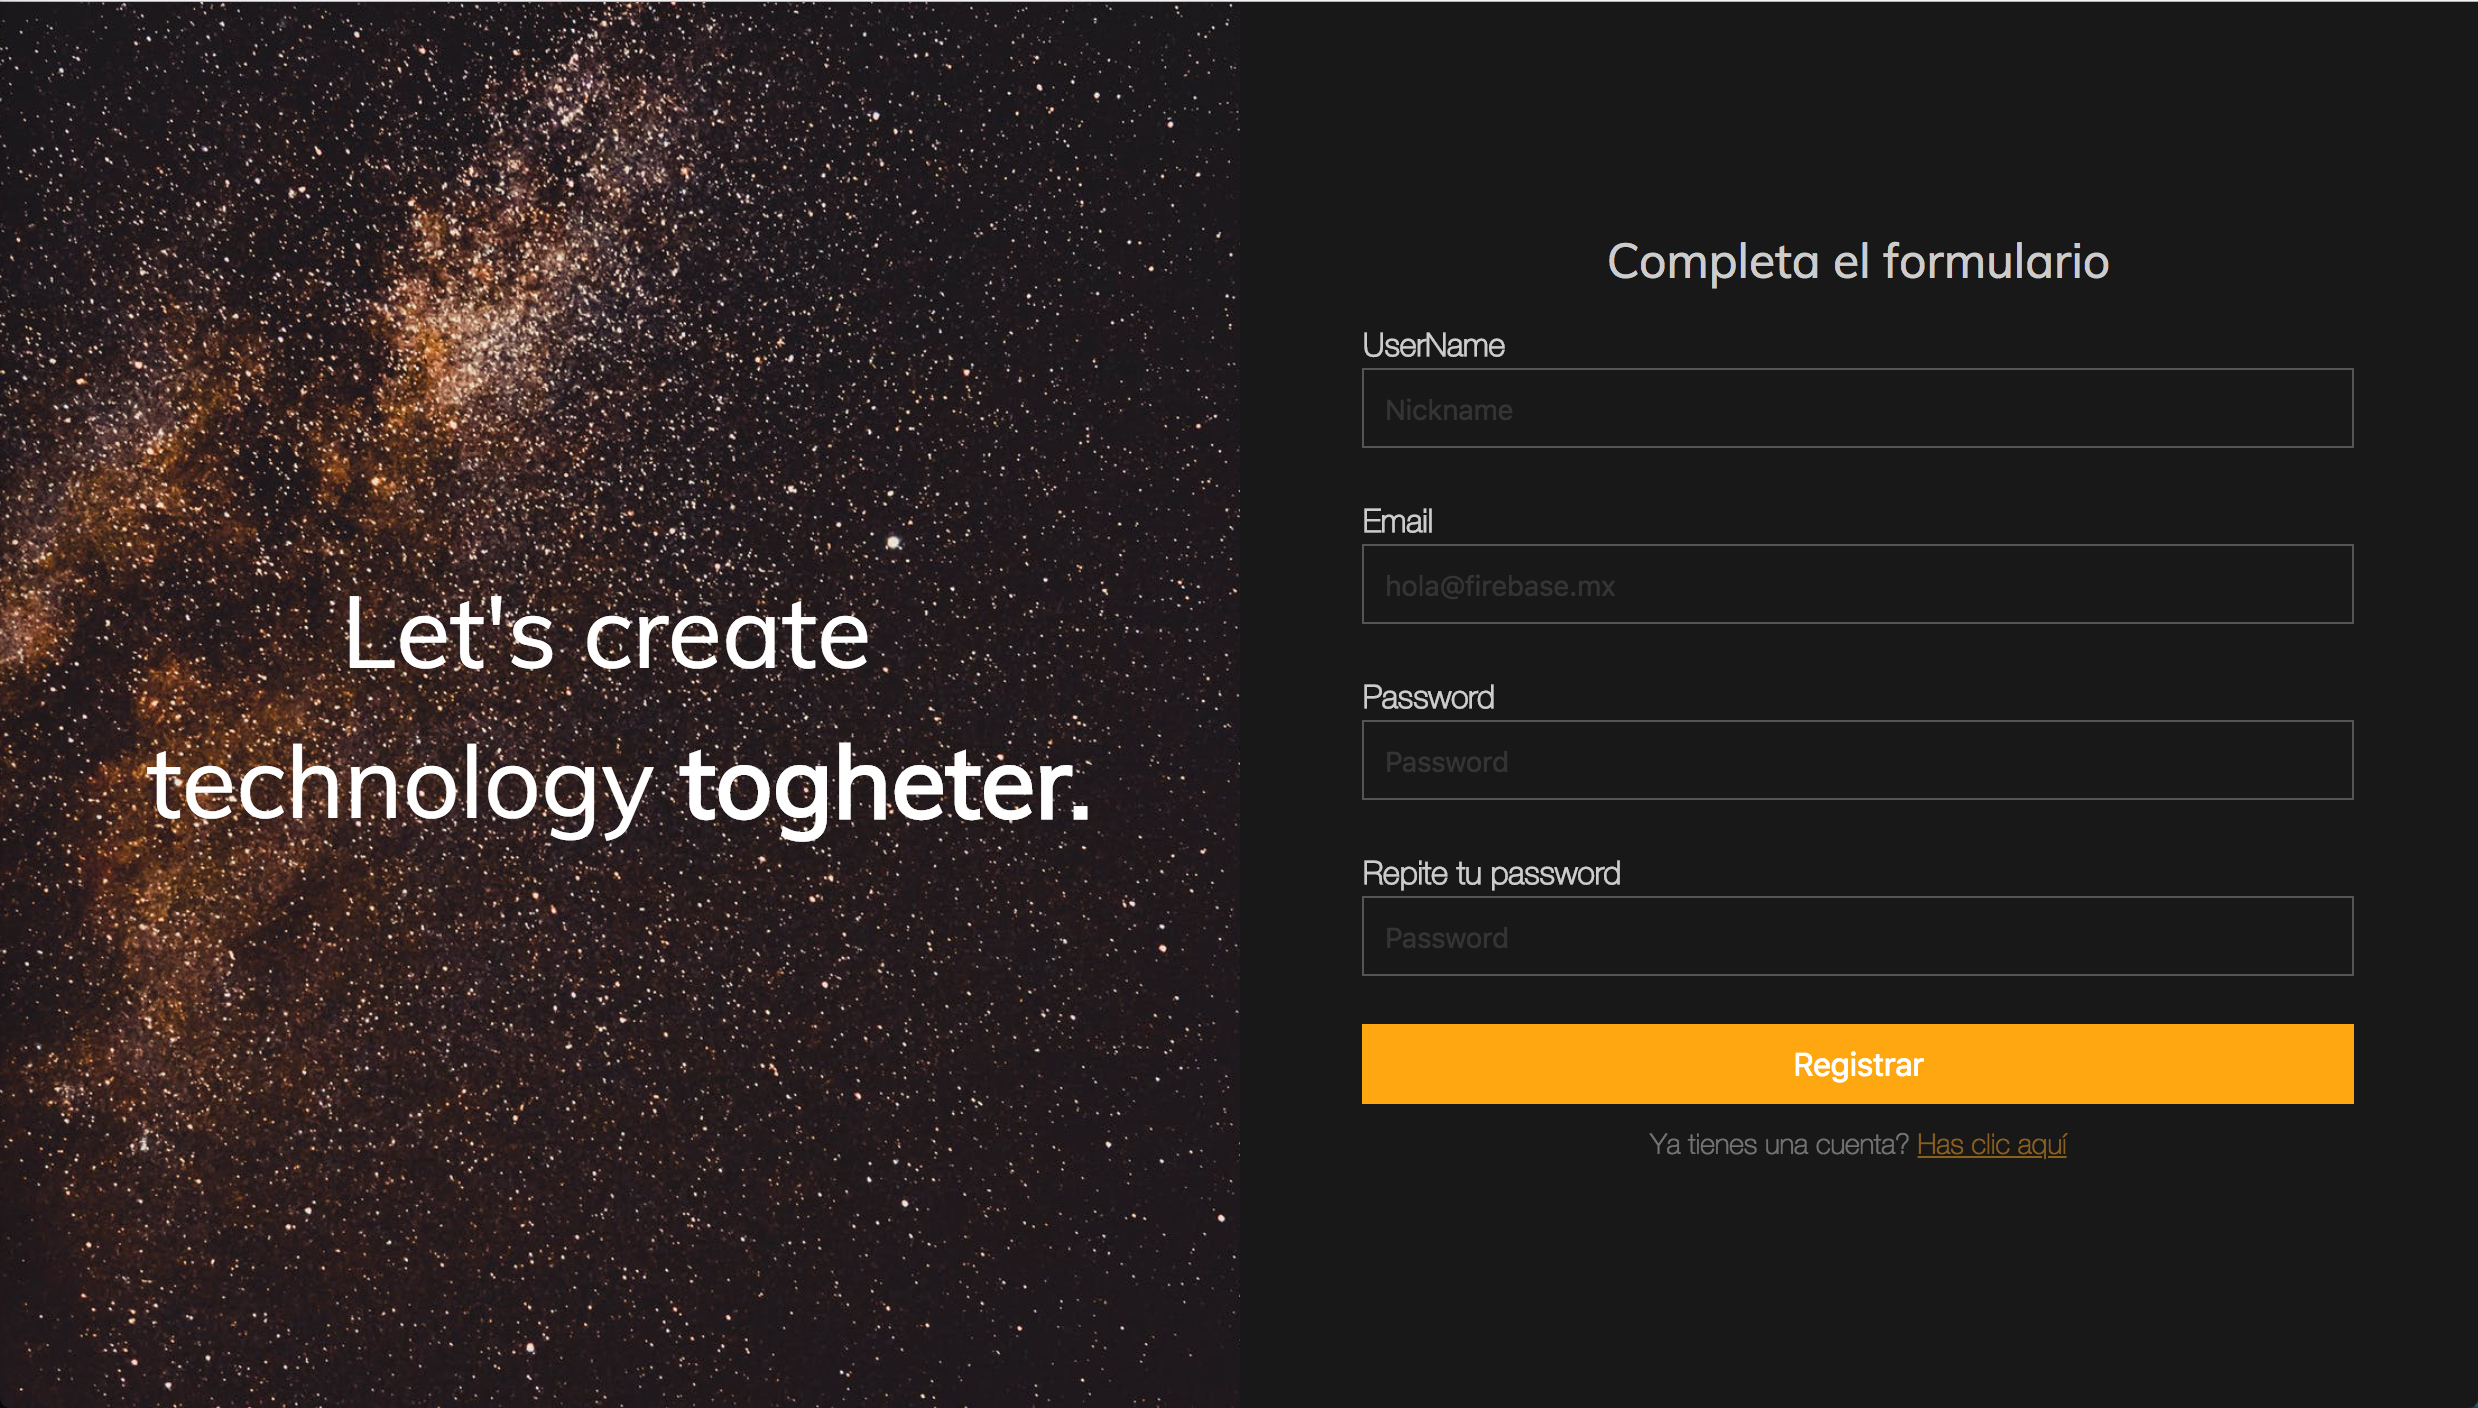 Let's create
technology togheter.
Completa el formulario
UserName
Nickname
Email
hola@firebase.mx
Password
Password
Repite tu password
Password
Registrar
Ya tienes una cuenta? Has clic aquí